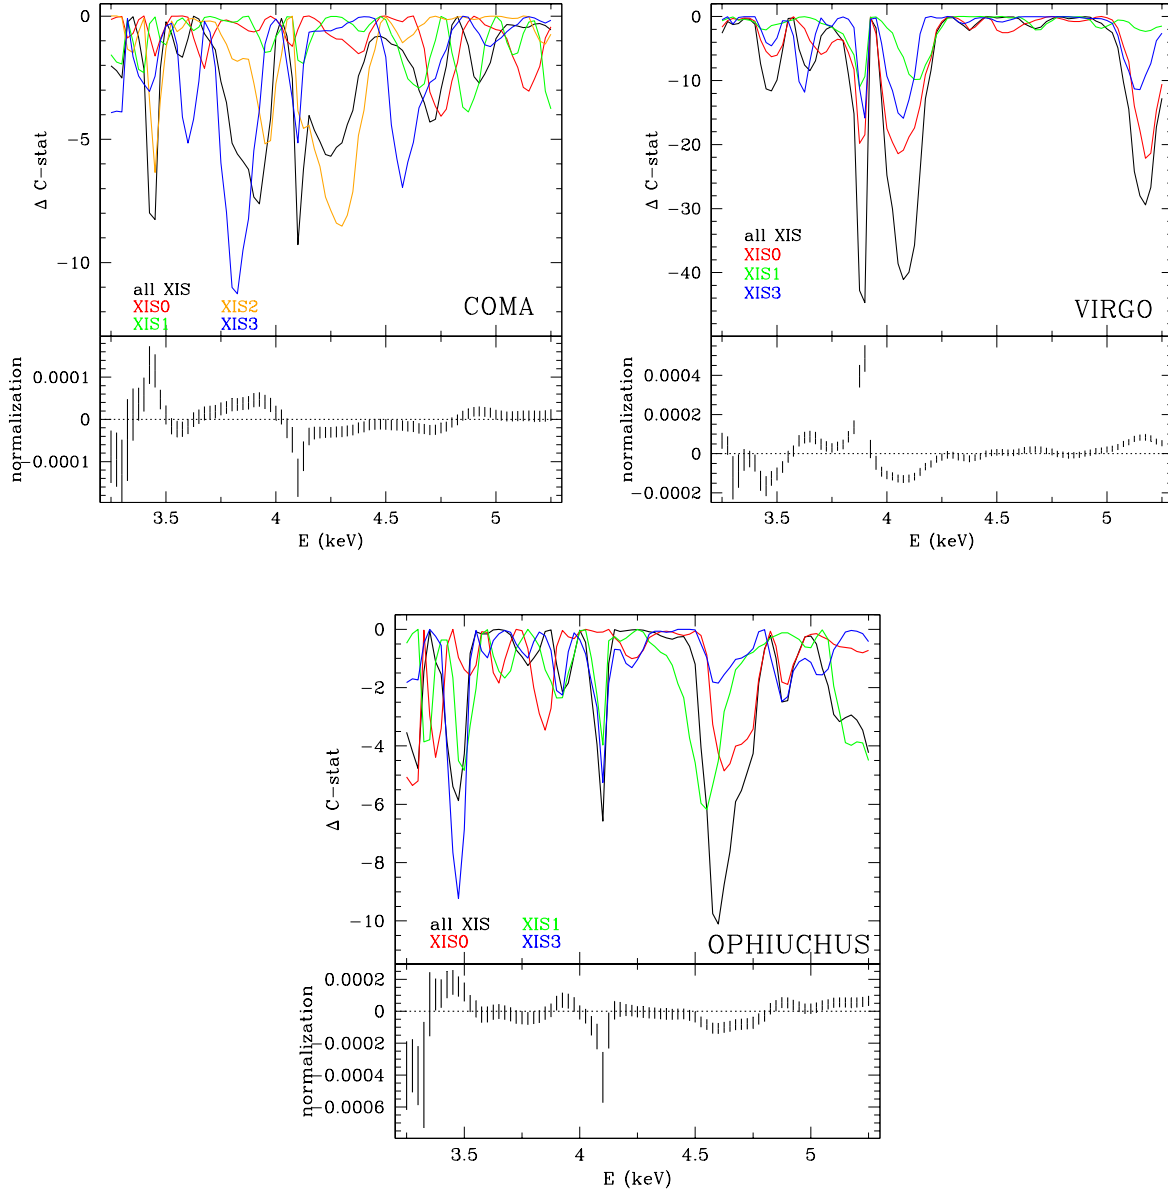 0
−5
−10
Δ C−stat
all XIS
XIS0 XIS2
XIS1 XIS3
COMA
0.0001
0
−0.0001
normalization
3.5 4 4.5 5
E (keV)
0
−10
−20
−30
−40
Δ C−stat
all XIS
XIS0
XIS1
XIS3
VIRGO
0.0004
0.0002
0
−0.0002
normalization
3.5 4 4.5 5
E (keV)
0
−2
−4
−6
−8
−10
Δ C−stat
all XIS XIS1
XIS0 XIS3
OPHIUCHUS
0.0002
0
−0.0002
−0.0004
−0.0006
normalization
3.5 4 4.5 5
E (keV)